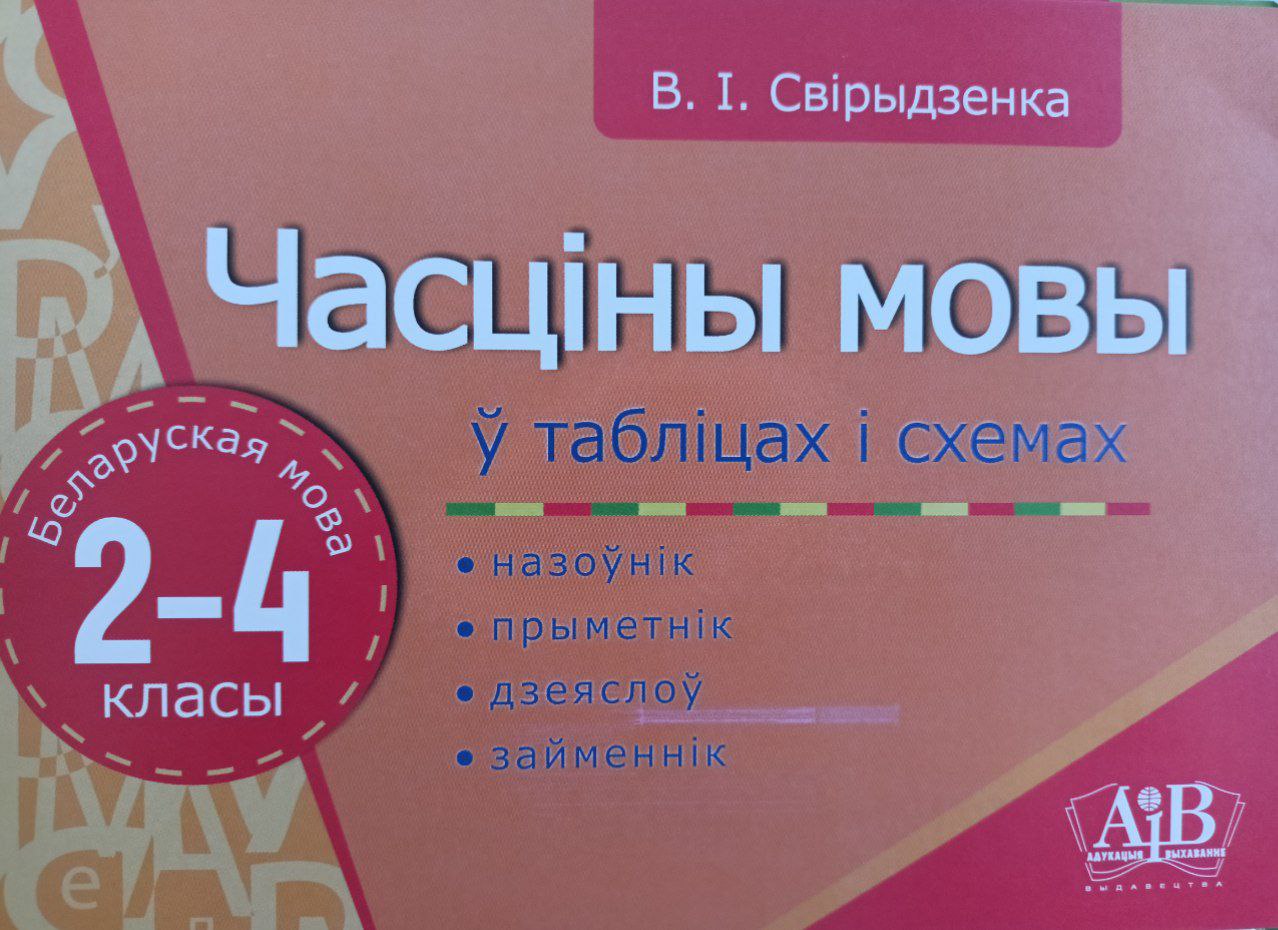 В. І. Свірыдзенка
Часціны мовы
ў табліцах і схемах
Беларуская мова
2–4
класы
• назоўнік
• прыметнік
• дзеяслоў
• займеннік
АіВ
АДУКАЦЫЯ ВЫХАВАННЕ
ВЫДАВЕЦТВА